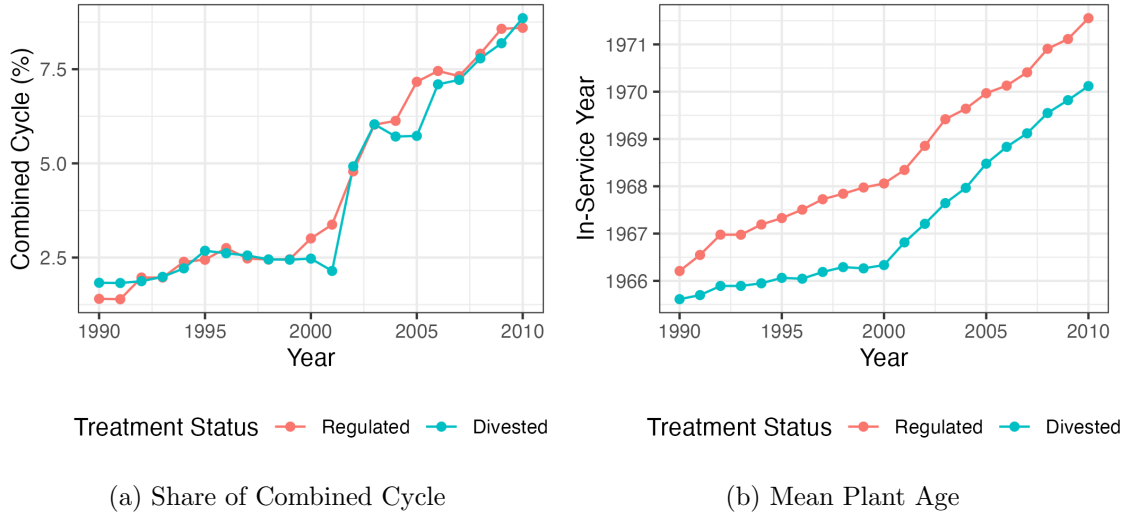 Combined Cycle (%)
7.5
5.0
2.5
1990 1995 2000 2005 2010
Year
Treatment Status Regulated Divested
(a) Share of Combined Cycle
In-Service Year
1971
1970
1969
1968
1967
1966
1990 1995 2000 2005 2010
Year
Treatment Status Regulated Divested
(b) Mean Plant Age